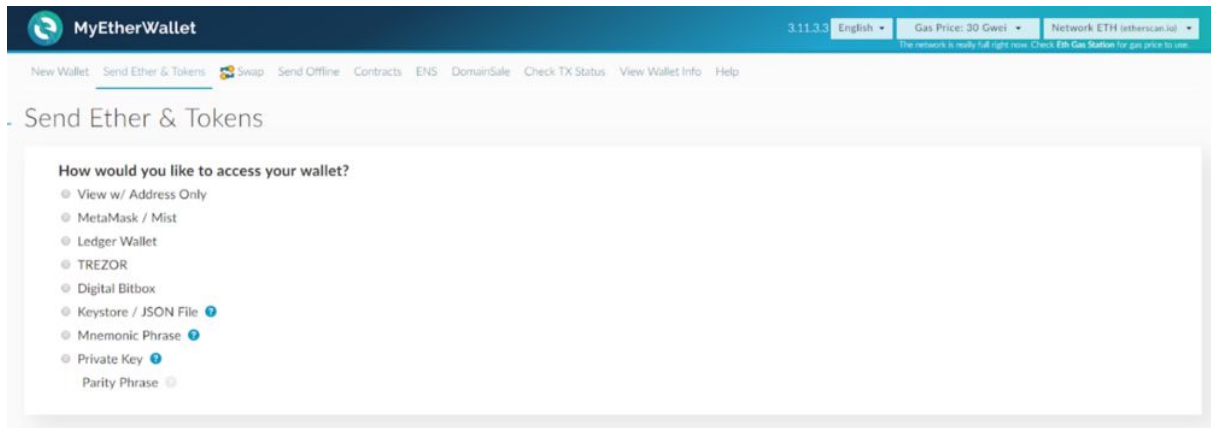 MyEtherWallet
3.11.3.3 English Gas Price: 30 Gwei Network ETH (etherscan.io)
The network is really full right now. Check Eth Gas Station for gas price to use.
New Wallet Send Ether & Tokens Swap Send Offline Contracts ENS DomainSale Check TX Status View Wallet Info Help
Send Ether & Tokens
How would you like to access your wallet?
View w/ Address Only
MetaMask / Mist
Ledger Wallet
TREZOR
Digital Bitbox
Keystore / JSON File ?
Mnemonic Phrase ?
Private Key ?
Parity Phrase ?